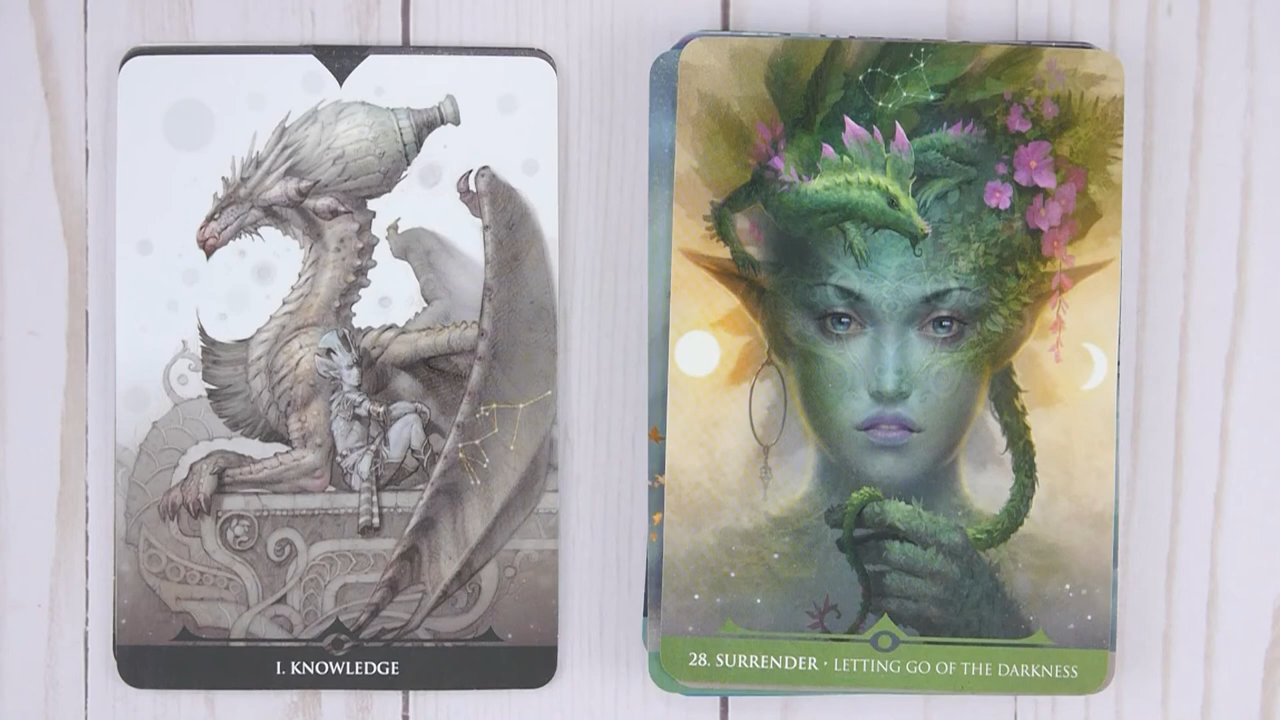 I. KNOWLEDGE
28. SURRENDER · LETTING GO OF THE DARKNESS